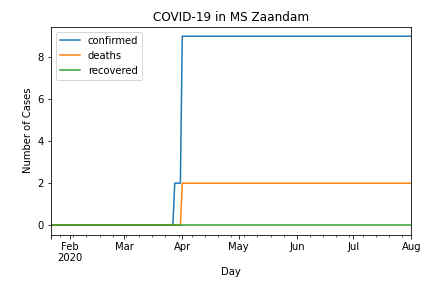 COVID-19 in MS Zaandam
confirmed
deaths
recovered
Number of Cases
8
6
4
2
0
Feb Mar Apr May Jun Jul Aug
2020
Day